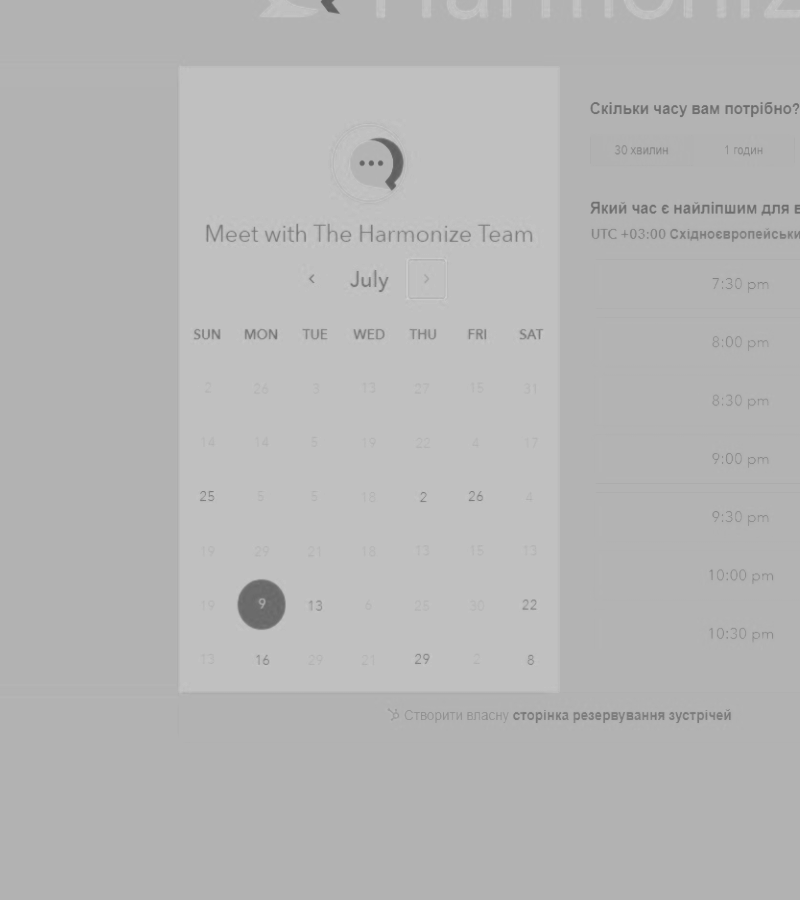 Harmoniz
Meet with The Harmonize Team
‹ July ›
SUN MON TUE WED THU FRI SAT
2 26 3 13 27 15 31
14 14 5 19 22 4 17
25 5 5 18 2 26 4
19 29 21 18 13 15 13
19 9 13 6 25 30 22
13 16 29 21 29 2 8
Скільки часу вам потрібно?
30 хвилин 1 годин
Який час є найліпшим для в
UTC +03:00 Східноєвропейськи
7:30 pm
8:00 pm
8:30 pm
9:00 pm
9:30 pm
10:00 pm
10:30 pm
Створити власну сторінка резервування зустрічей